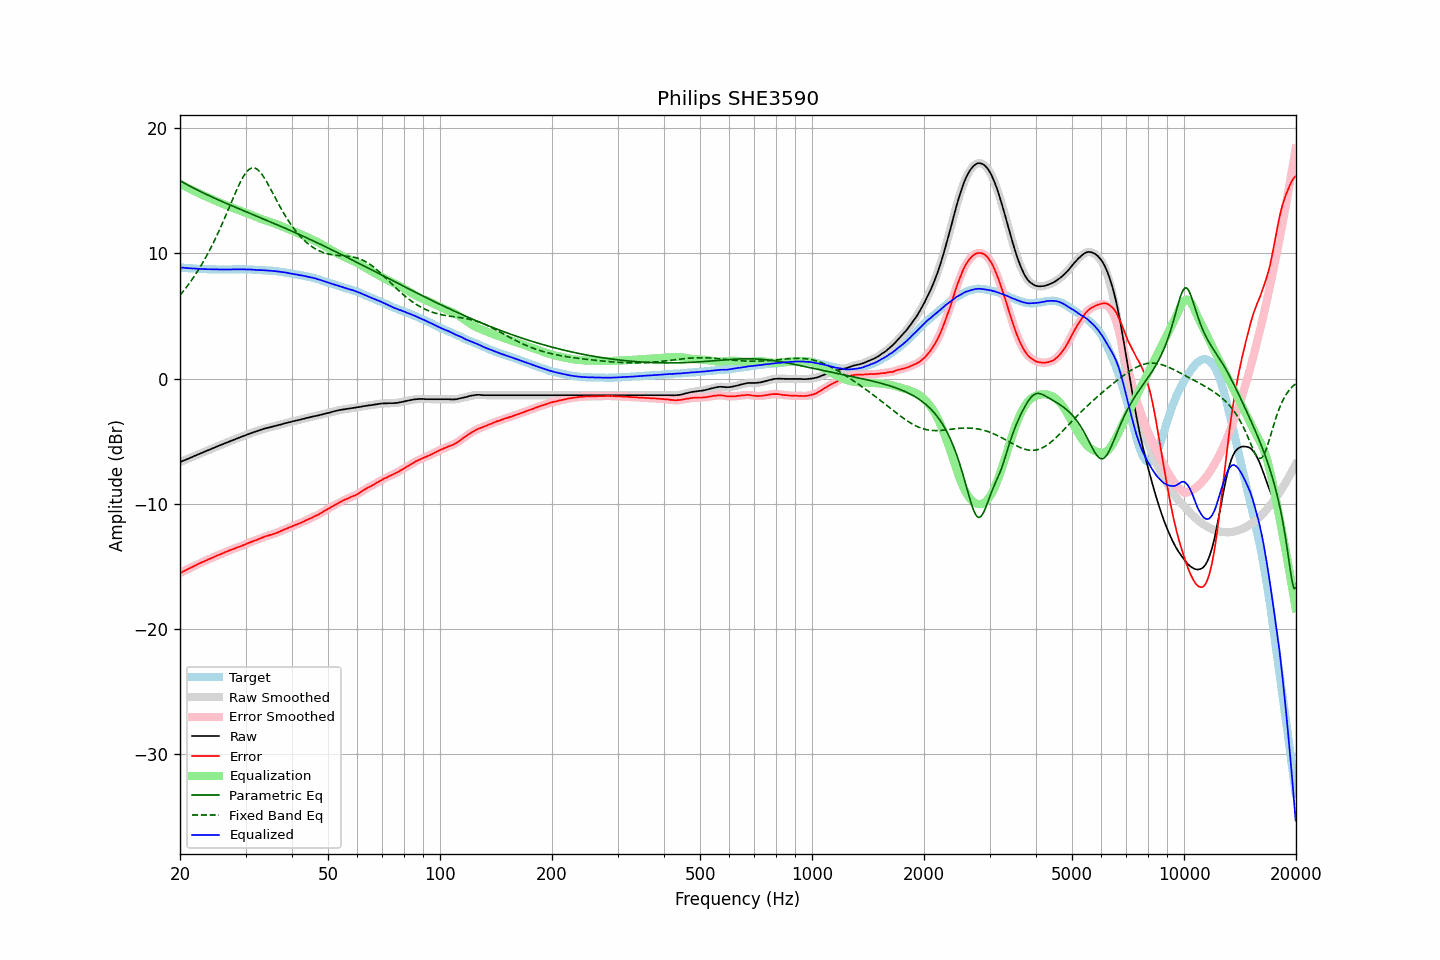 Philips SHE3590
Amplitude (dBr)
20
10
0
−10
−20
−30
Target
Raw Smoothed
Error Smoothed
Raw
Error
Equalization
Parametric Eq
Fixed Band Eq
Equalized
20 50 100 200 500 1000 2000 5000 10000 20000
Frequency (Hz)